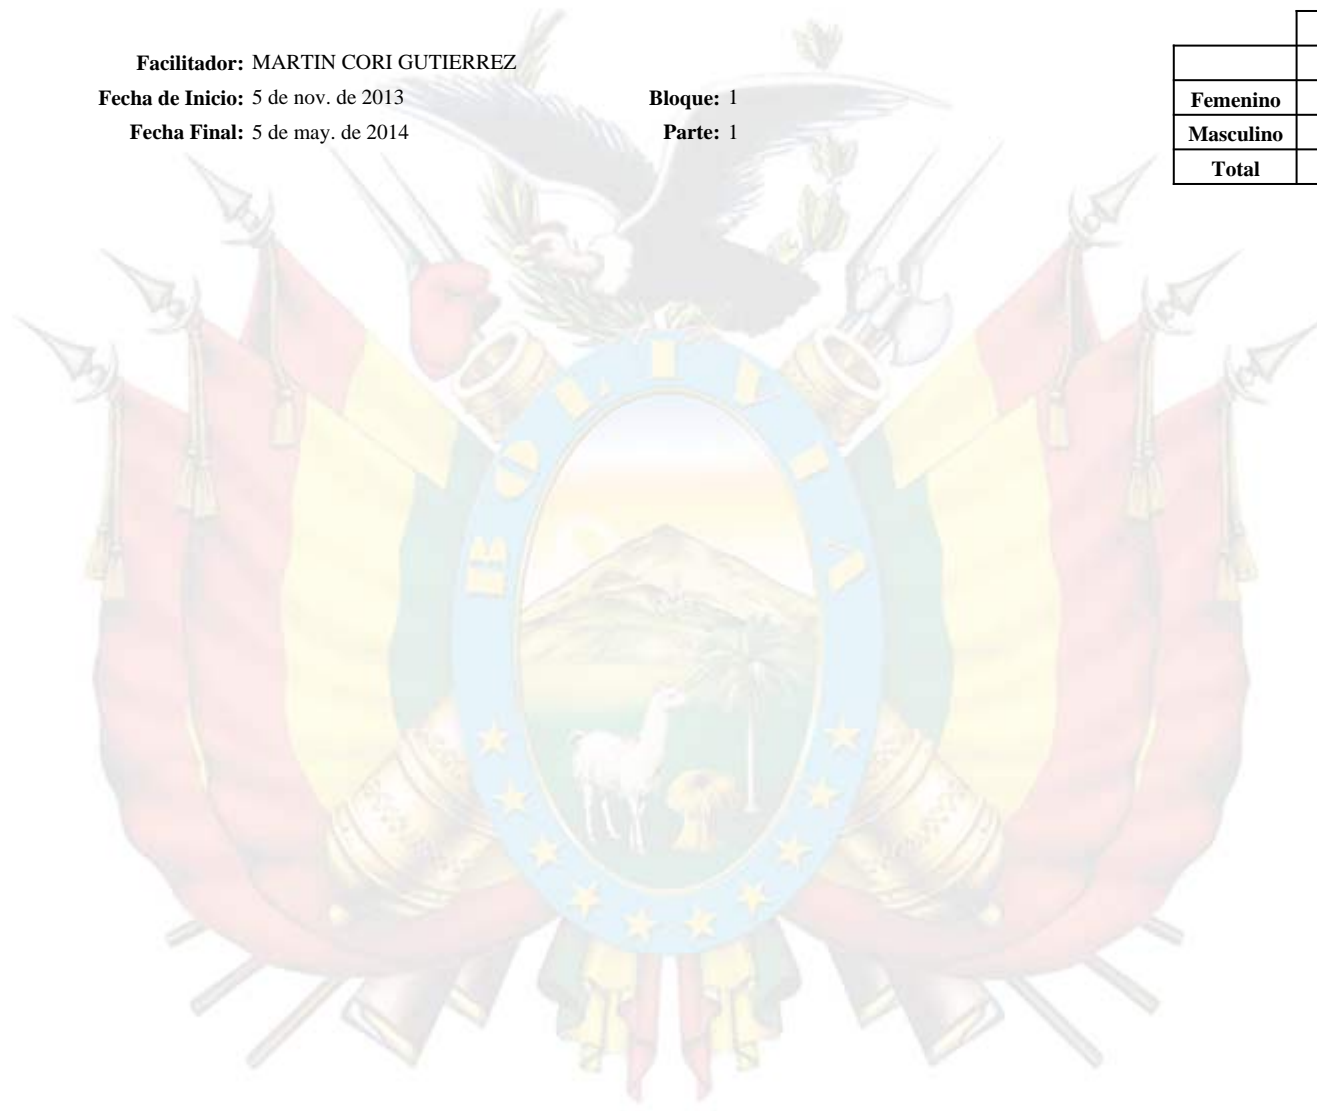 Facilitador: MARTIN CORI GUTIERREZ
Fecha de Inicio: 5 de nov. de 2013 Bloque: 1
Fecha Final: 5 de may. de 2014 Parte: 1
Femenino
Masculino
Total
BOLIVIA